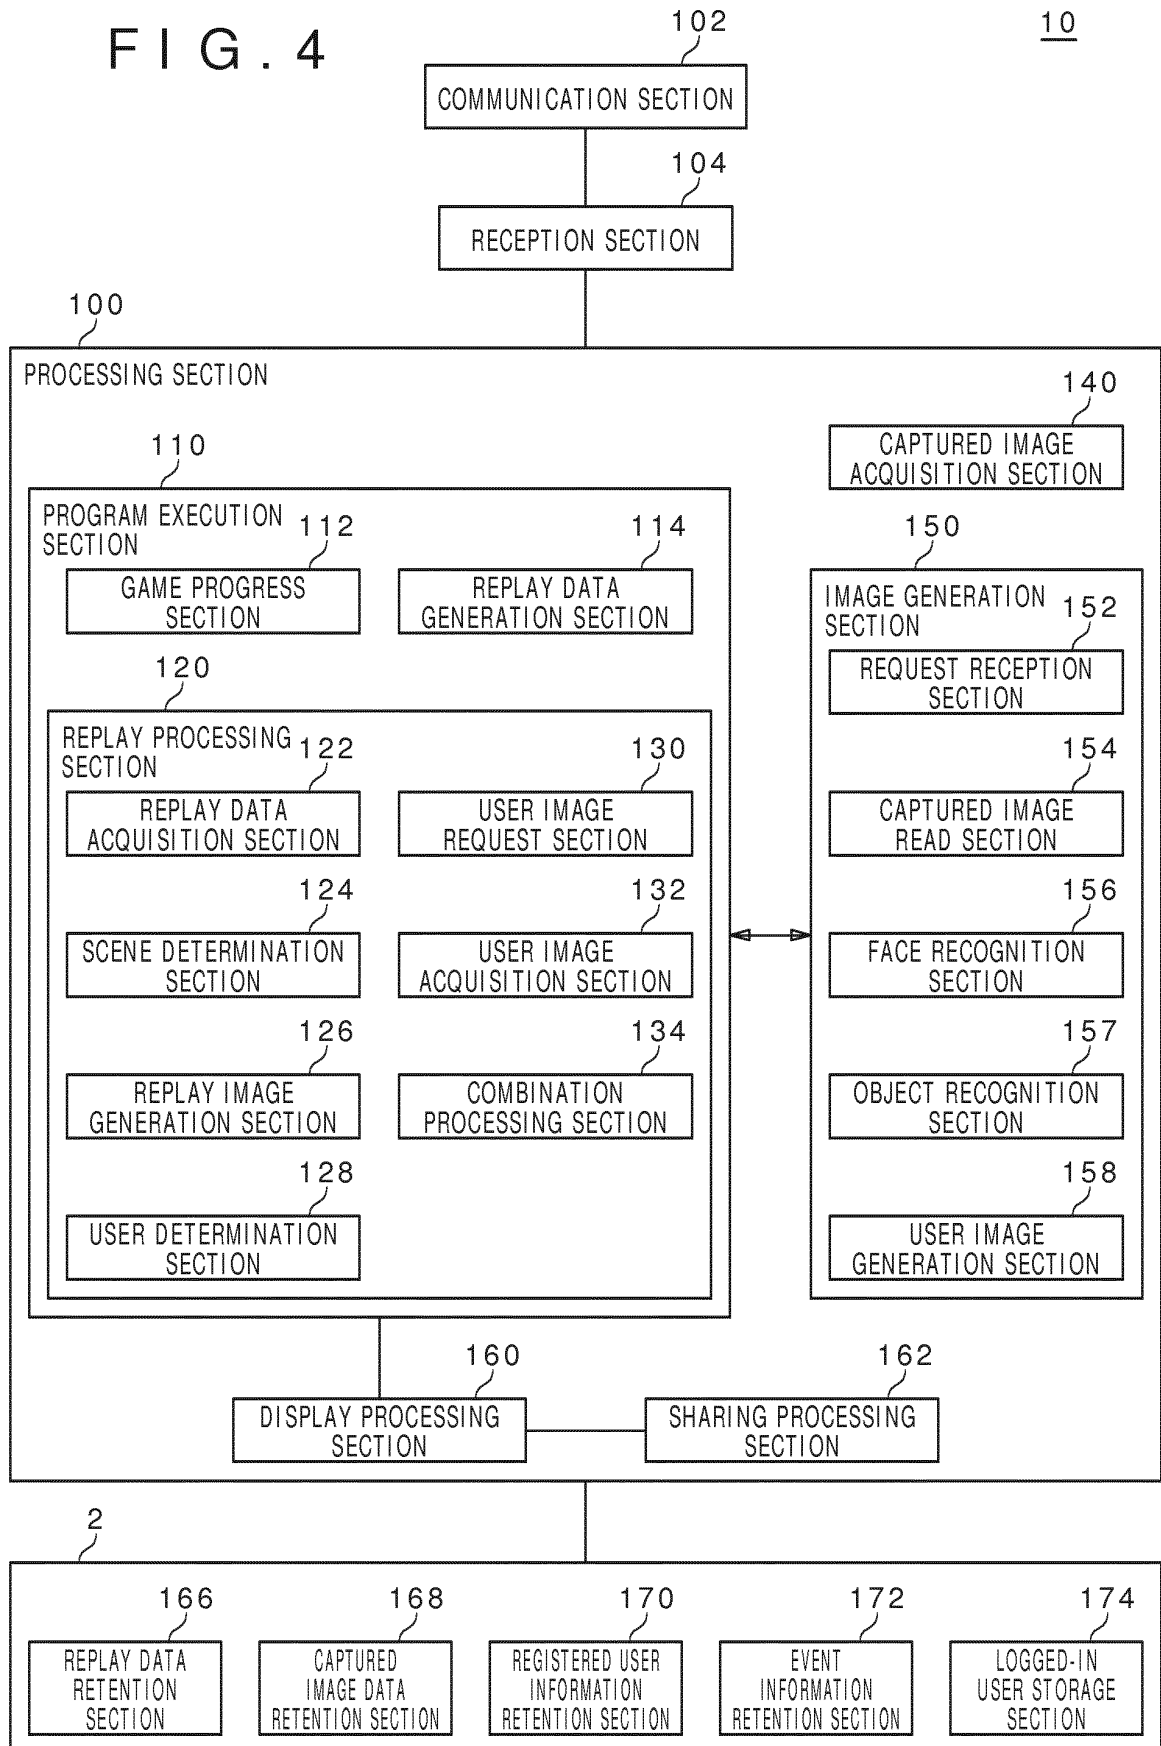 FIG. 4
10
102
COMMUNICATION SECTION
104
RECEPTION SECTION
100
PROCESSING SECTION
140
CAPTURED IMAGE
ACQUISITION SECTION
110
PROGRAM EXECUTION
SECTION
112
GAME PROGRESS
SECTION
114
REPLAY DATA
GENERATION SECTION
120
REPLAY PROCESSING
SECTION
122
REPLAY DATA
ACQUISITION SECTION
130
USER IMAGE
REQUEST SECTION
124
SCENE DETERMINATION
SECTION
132
USER IMAGE
ACQUISITION SECTION
126
REPLAY IMAGE
GENERATION SECTION
134
COMBINATION
PROCESSING SECTION
128
USER DETERMINATION
SECTION
150
IMAGE GENERATION
SECTION
152
REQUEST RECEPTION
SECTION
154
CAPTURED IMAGE
READ SECTION
156
FACE RECOGNITION
SECTION
157
OBJECT RECOGNITION
SECTION
158
USER IMAGE
GENERATION SECTION
160
DISPLAY PROCESSING
SECTION
162
SHARING PROCESSING
SECTION
2
166
REPLAY DATA
RETENTION
SECTION
168
CAPTURED
IMAGE DATA
RETENTION SECTION
170
REGISTERED USER
INFORMATION
RETENTION SECTION
172
EVENT
INFORMATION
RETENTION SECTION
174
LOGGED-IN
USER STORAGE
SECTION